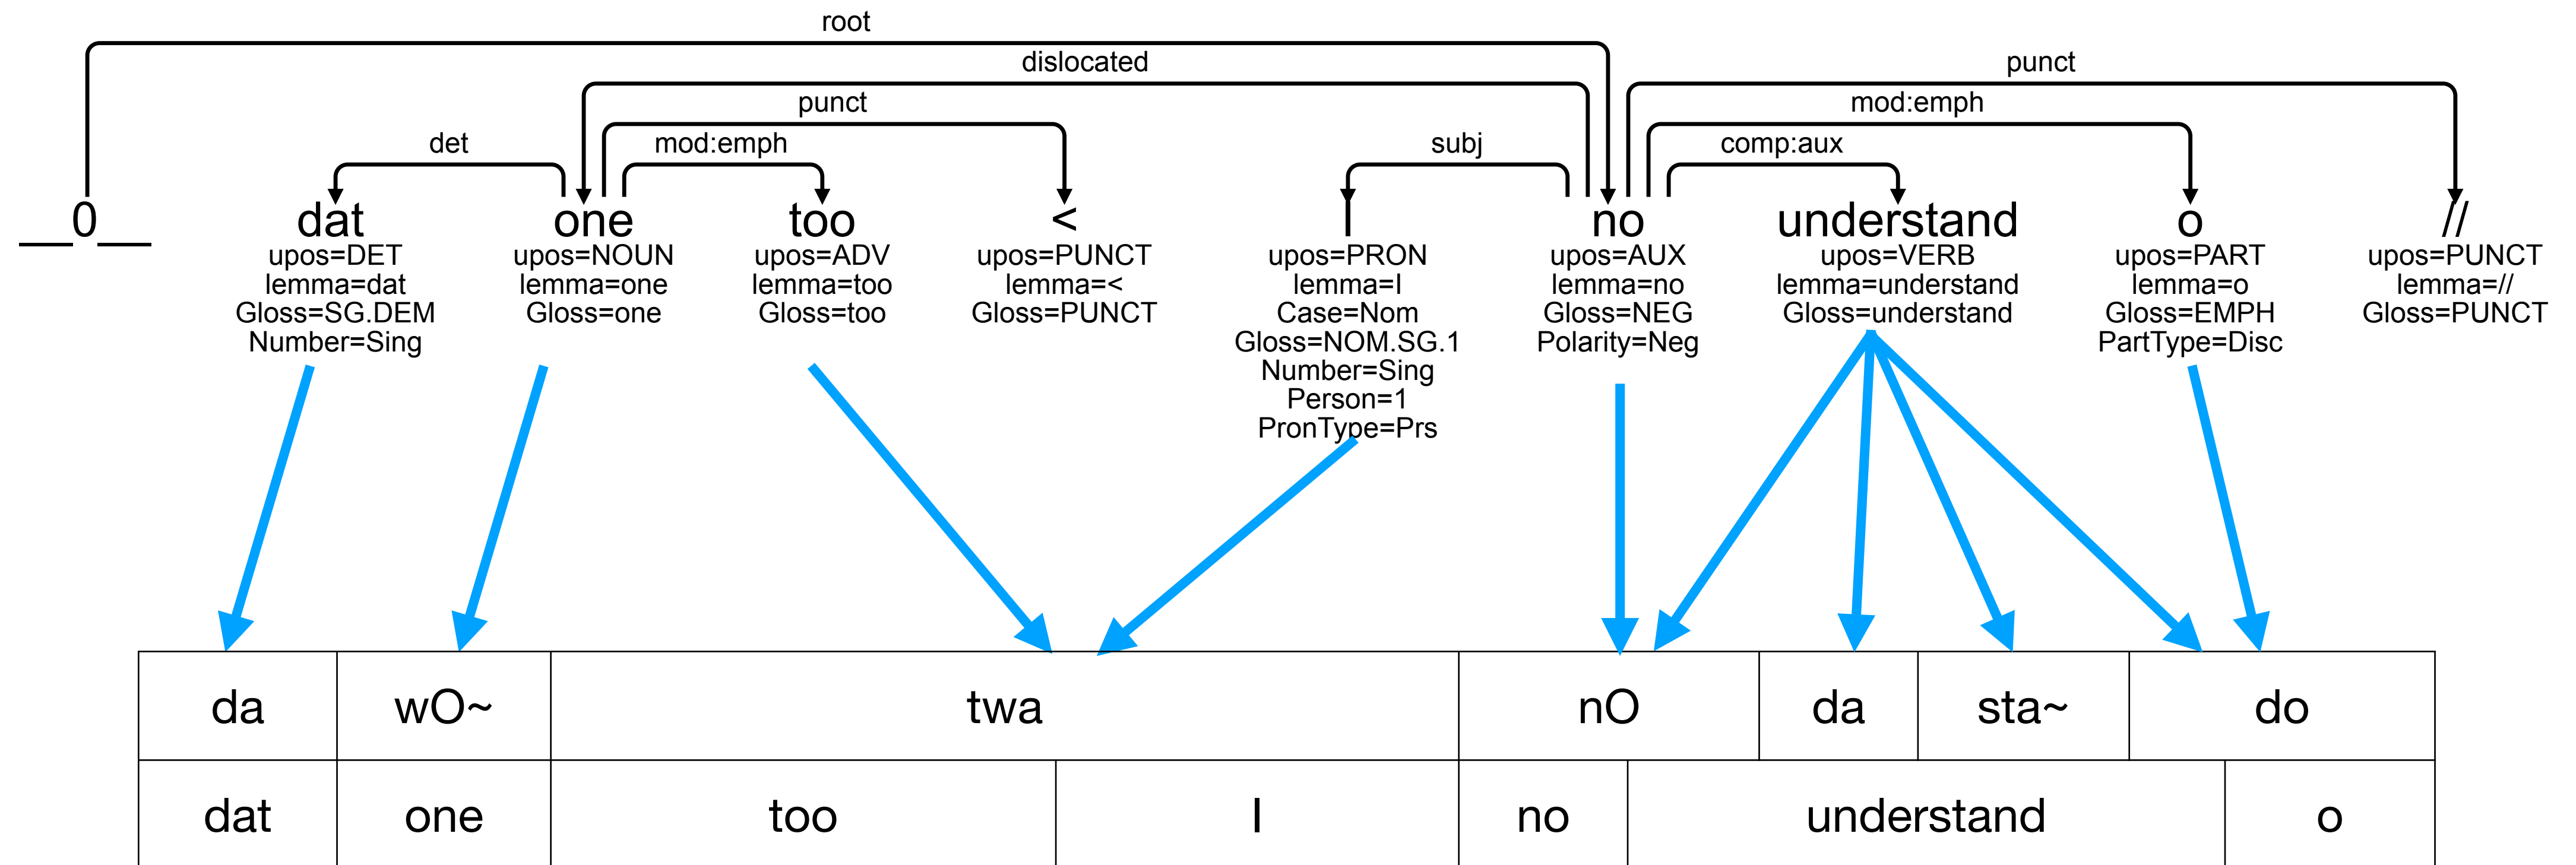 root
dislocated punct
punct mod:emph
det mod:emph subj comp:aux
__0__ dat one too < I no understand o //
upos=DET upos=NOUN upos=ADV upos=PUNCT upos=PRON upos=AUX upos=VERB upos=PART upos=PUNCT
lemma=dat lemma=one lemma=too lemma=< lemma=I lemma=no lemma=understand lemma=o lemma=//
Gloss=SG.DEM Gloss=one Gloss=too Gloss=PUNCT Case=Nom Gloss=NEG Gloss=understand Gloss=EMPH Gloss=PUNCT
Number=Sing Gloss=NOM.SG.1 Polarity=Neg PartType=Disc
Number=Sing
Person=1
PronType=Prs
da wO~ twa nO da sta~ do
dat one too I no understand o